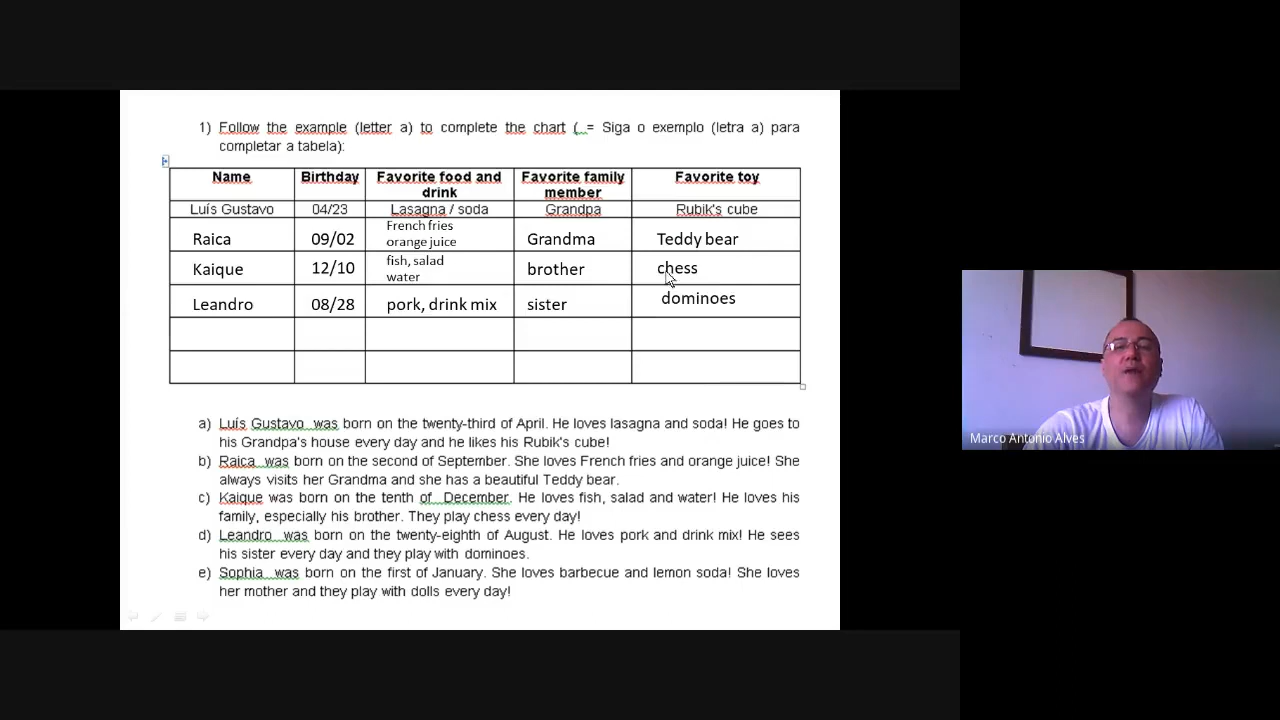 1) Follow the example (letter a) to complete the chart ( = Siga o exemplo (letra a) para
completar a tabela):
Name Birthday Favorite food and drink Favorite family member Favorite toy
Luís Gustavo 04/23 Lasagna / soda Grandpa Rubik's cube
Raica 09/02 French fries orange juice Grandma Teddy bear
Kaique 12/10 fish, salad water brother chess
Leandro 08/28 pork, drink mix sister dominoes
a) Luís Gustavo was born on the twenty-third of April. He loves lasagna and soda! He goes to
his Grandpa's house every day and he likes his Rubik's cube!
b) Raica was born on the second of September. She loves French fries and orange juice! She
always visits her Grandma and she has a beautiful Teddy bear.
c) Kaique was born on the tenth of December. He loves fish, salad and water! He loves his
family, especially his brother. They play chess every day!
d) Leandro was born on the twenty-eighth of August. He loves pork and drink mix! He sees
his sister every day and they play with dominoes.
e) Sophia was born on the first of January. She loves barbecue and lemon soda! She loves
her mother and they play with dolls every day!
Marco Antonio Alves